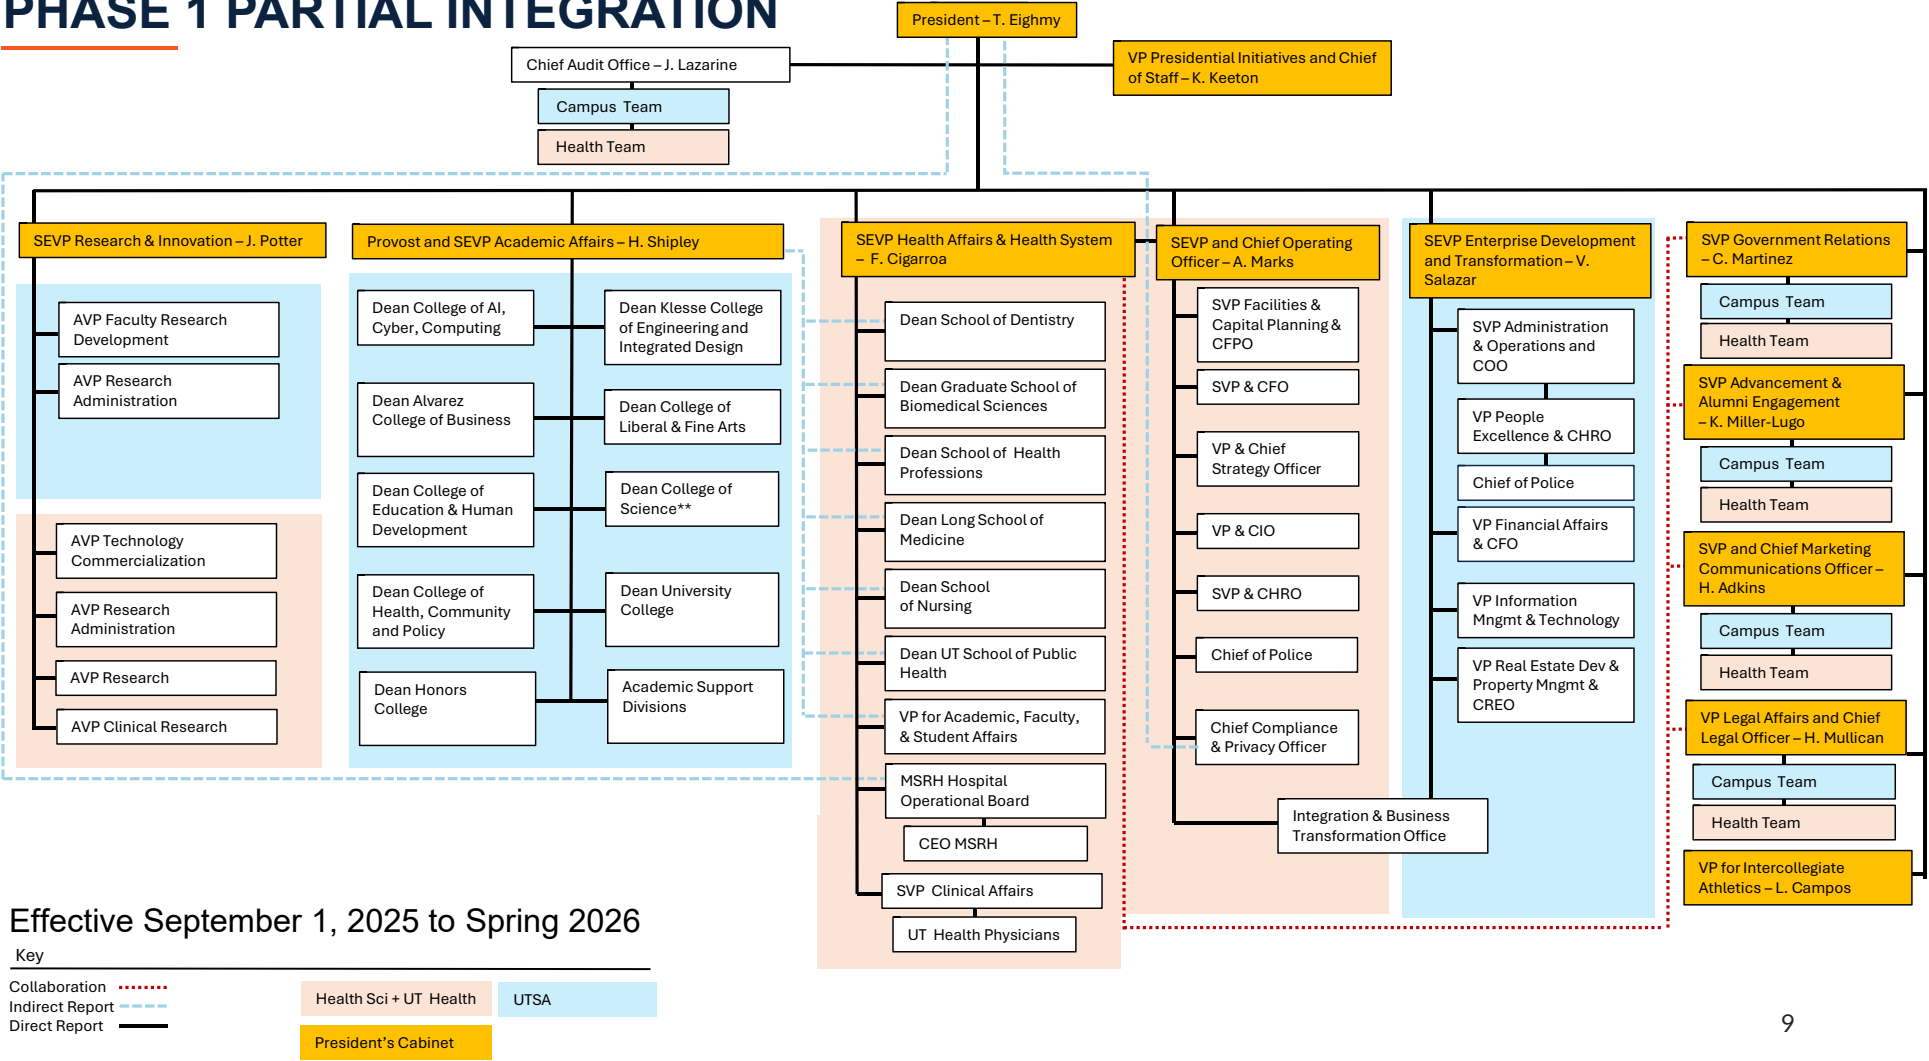 PHASE 1 PARTIAL INTEGRATION
President – T. Eighmy
Chief Audit Office – J. Lazarine
Campus Team
Health Team
VP Presidential Initiatives and Chief
of Staff – K. Keeton
SEVP Research & Innovation – J. Potter
AVP Faculty Research
Development
AVP Research
Administration
AVP Technology
Commercialization
AVP Research
Administration
AVP Research
AVP Clinical Research
Provost and SEVP Academic Affairs – H. Shipley
Dean College of AI,
Cyber, Computing
Dean Klesse College
of Engineering and
Integrated Design
Dean Alvarez
College of Business
Dean College of
Liberal & Fine Arts
Dean College of
Education & Human
Development
Dean College of
Science**
Dean College of
Health, Community
and Policy
Dean University
College
Dean Honors
College
Academic Support
Divisions
SEVP Health Affairs & Health System
– F. Cigarroa
Dean School of Dentistry
Dean Graduate School of
Biomedical Sciences
Dean School of Health
Professions
Dean Long School of
Medicine
Dean School
of Nursing
Dean UT School of Public
Health
VP for Academic, Faculty,
& Student Affairs
MSRH Hospital
Operational Board
CEO MSRH
SVP Clinical Affairs
UT Health Physicians
SEVP and Chief Operating
Officer – A. Marks
SVP Facilities &
Capital Planning &
CFPO
SVP & CFO
VP & Chief
Strategy Officer
VP & CIO
SVP & CHRO
Chief of Police
Chief Compliance
& Privacy Officer
Integration & Business
Transformation Office
SEVP Enterprise Development
and Transformation – V.
Salazar
SVP Administration
& Operations and
COO
VP People
Excellence & CHRO
Chief of Police
VP Financial Affairs
& CFO
VP Information
Mngmt & Technology
VP Real Estate Dev &
Property Mngmt &
CREO
SVP Government Relations
– C. Martinez
Campus Team
Health Team
SVP Advancement &
Alumni Engagement
– K. Miller-Lugo
Campus Team
Health Team
SVP and Chief Marketing
Communications Officer –
H. Adkins
Campus Team
Health Team
VP Legal Affairs and Chief
Legal Officer – H. Mullican
Campus Team
Health Team
VP for Intercollegiate
Athletics – L. Campos
Effective September 1, 2025 to Spring 2026
Key
Collaboration
Indirect Report
Direct Report
Health Sci + UT Health
UTSA
President's Cabinet
9